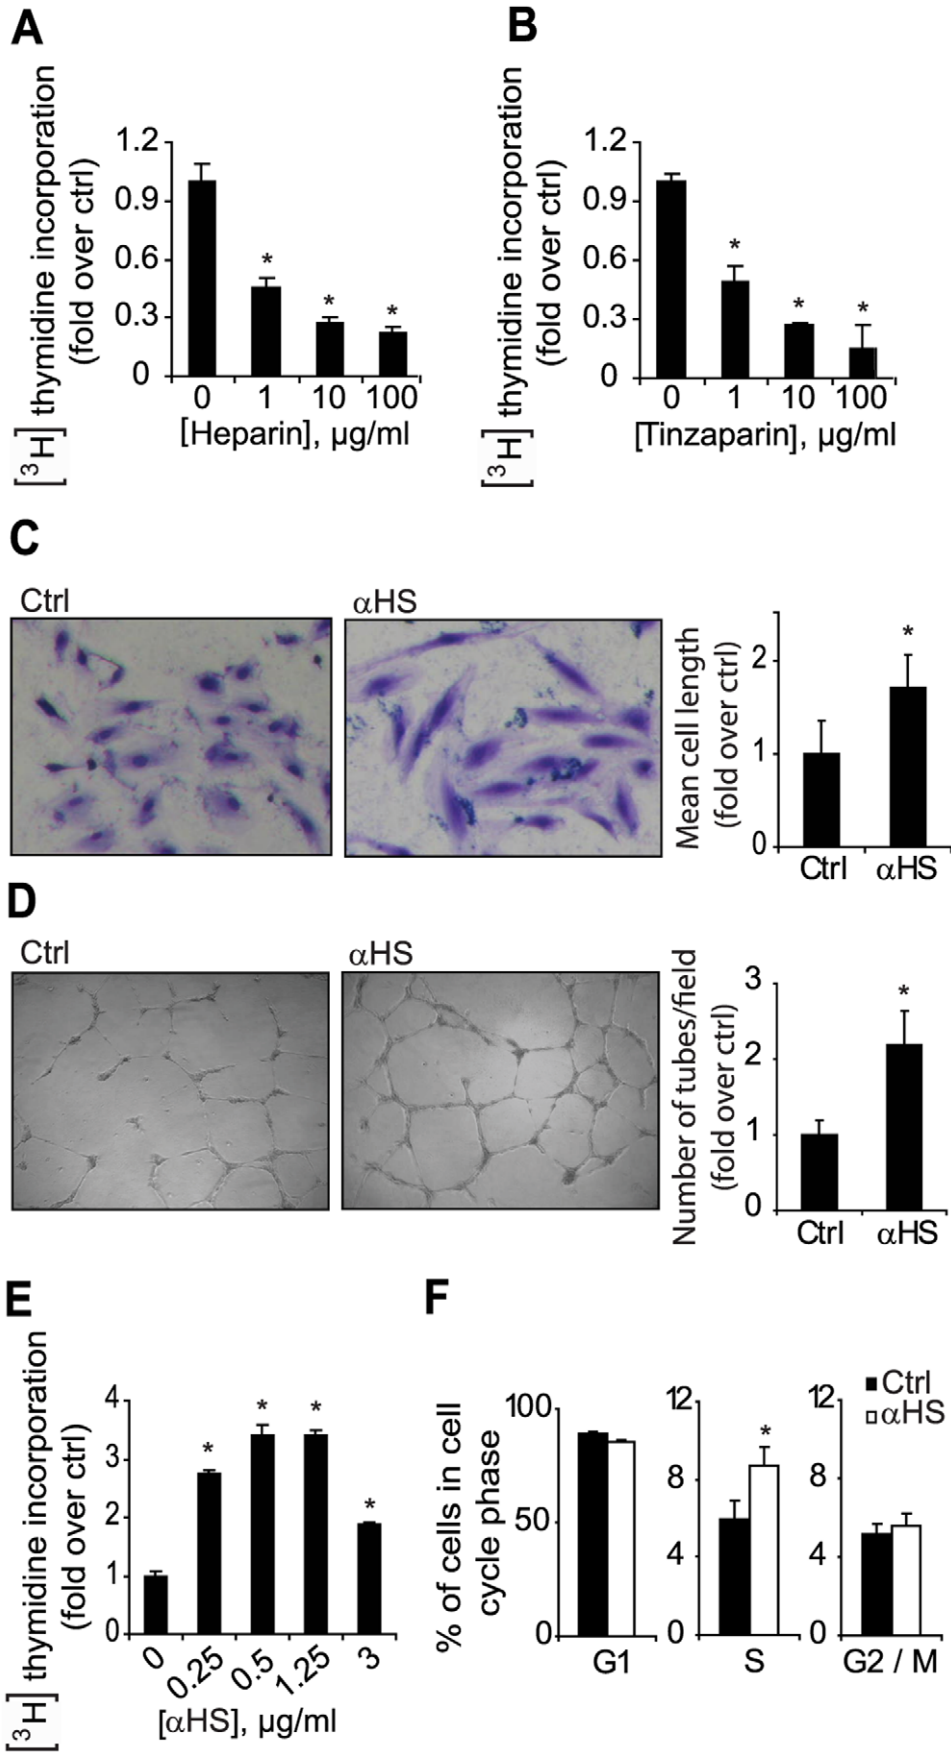 A
[³H] thymidine incorporation
(fold over ctrl)
1.2
0.9
0.6
0.3
0
*
*
*
0 1 10 100
[Heparin], µg/ml
B
[³H] thymidine incorporation
(fold over ctrl)
1.2
0.9
0.6
0.3
0
*
*
*
0 1 10 100
[Tinzaparin], µg/ml
C
Ctrl
αHS
Mean cell length
(fold over ctrl)
2
1
0
*
Ctrl αHS
D
Ctrl
αHS
Number of tubes/field
(fold over ctrl)
3
2
1
0
*
Ctrl αHS
E
[³H] thymidine incorporation
(fold over ctrl)
4
3
2
1
0
*
*
*
*
0 0.25 0.5 1.25 3
[αHS], µg/ml
F
% of cells in cell
cycle phase
100
50
0
G1
12
8
4
0
*
S
12
8
4
0
G2 / M
Ctrl
αHS